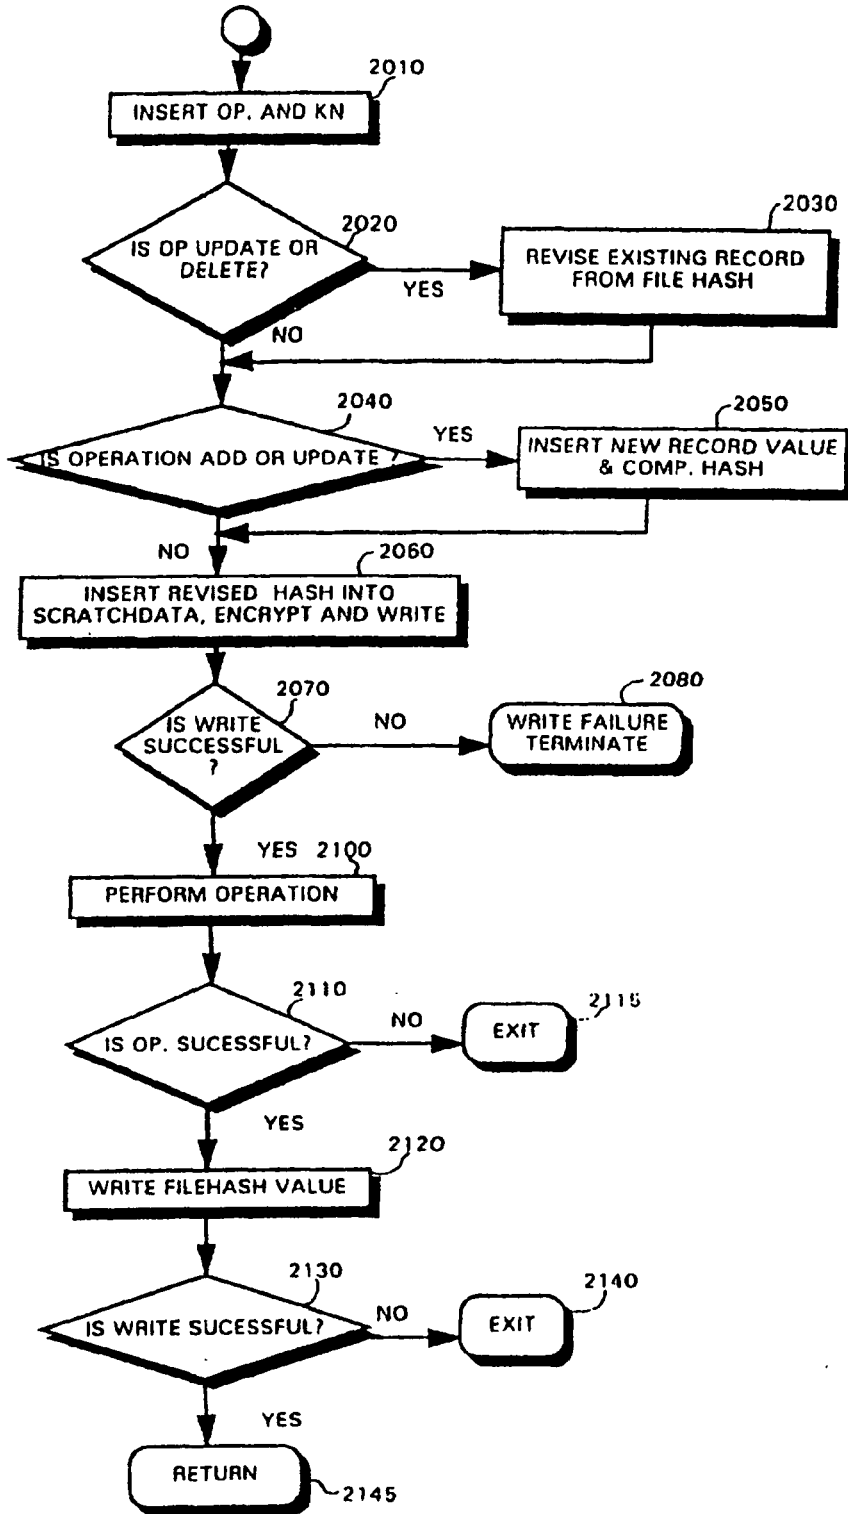 2010
INSERT OP. AND KN
2020
IS OP UPDATE OR
DELETE?
YES
NO
2030
REVISE EXISTING RECORD
FROM FILE HASH
2040
IS OPERATION ADD OR UPDATE ?
YES
NO
2050
INSERT NEW RECORD VALUE
& COMP. HASH
2060
INSERT REVISED HASH INTO
SCRATCHDATA, ENCRYPT AND WRITE
2070
IS WRITE
SUCCESSFUL
?
NO
YES
2080
WRITE FAILURE
TERMINATE
2100
PERFORM OPERATION
2110
IS OP. SUCESSFUL?
NO
YES
2115
EXIT
2120
WRITE FILEHASH VALUE
2130
IS WRITE SUCESSFUL?
NO
YES
2140
EXIT
RETURN
2145